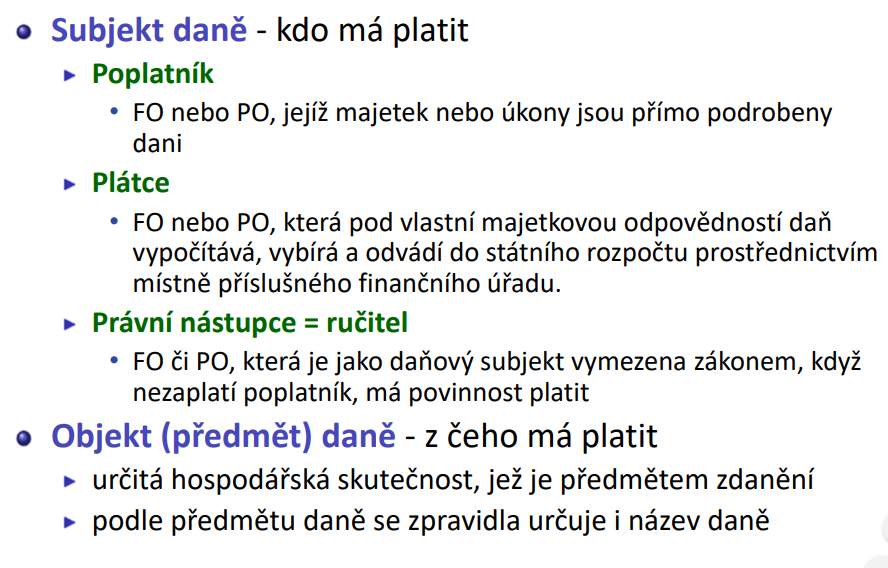 Subjekt daně - kdo má platit
Poplatník
FO nebo PO, jejíž majetek nebo úkony jsou přímo podrobeny
dani
Plátce
FO nebo PO, která pod vlastní majetkovou odpovědností daň
vypočítává, vybírá a odvádí do státního rozpočtu prostřednictvím
místně příslušného finančního úřadu.
Právní nástupce = ručitel
FO či PO, která je jako daňový subjekt vymezena zákonem, když
nezaplatí poplatník, má povinnost platit
Objekt (předmět) daně - z čeho má platit
určitá hospodářská skutečnost, jež je předmětem zdanění
podle předmětu daně se zpravidla určuje i název daně